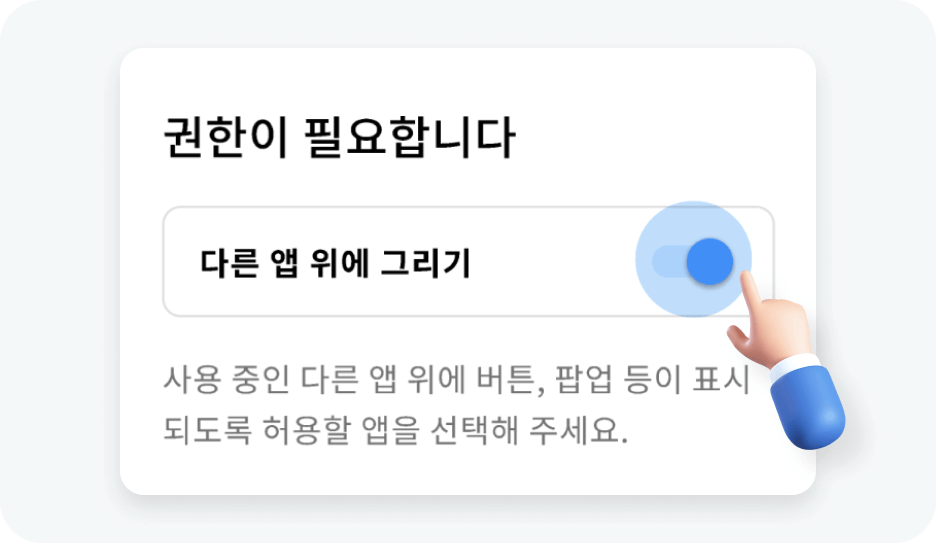 권한이 필요합니다
다른 앱 위에 그리기
사용 중인 다른 앱 위에 버튼, 팝업 등이 표시
되도록 허용할 앱을 선택해 주세요.